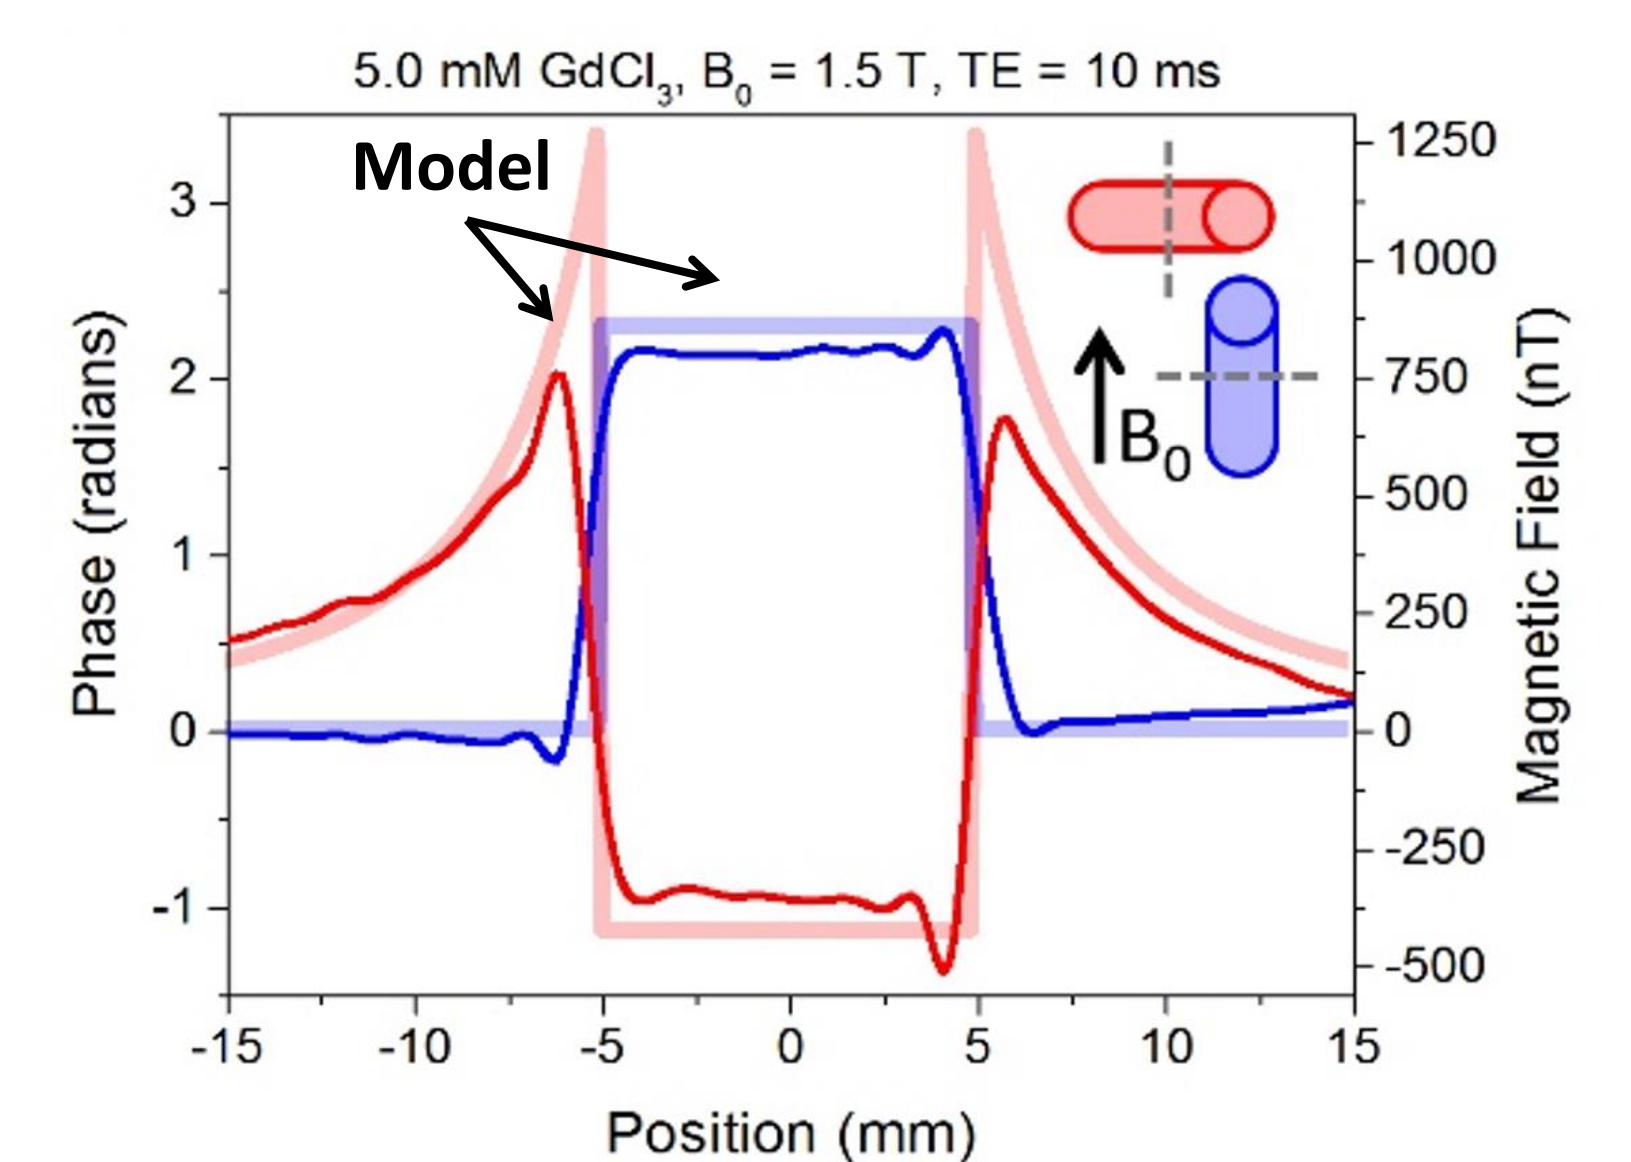 5.0 mM GdCl₃, B₀ = 1.5 T, TE = 10 ms
Model
Phase (radians)
3
2
1
0
-1
1250
1000
750
500
250
0
-250
-500
Magnetic Field (nT)
B₀
-15 -10 -5 0 5 10 15
Position (mm)